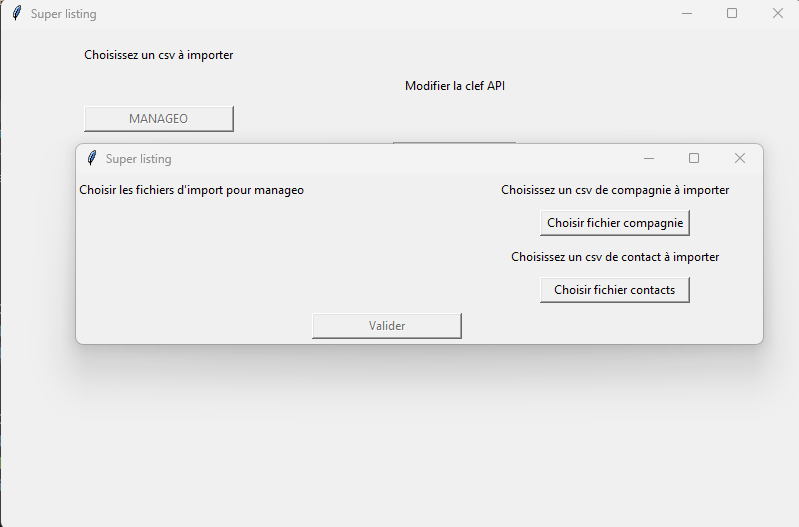 Super listing
Choisissez un csv à importer
Modifier la clef API
MANAGEO
Super listing
Choisir les fichiers d'import pour manageo
Choisissez un csv de compagnie à importer
Choisir fichier compagnie
Choisissez un csv de contact à importer
Choisir fichier contacts
Valider